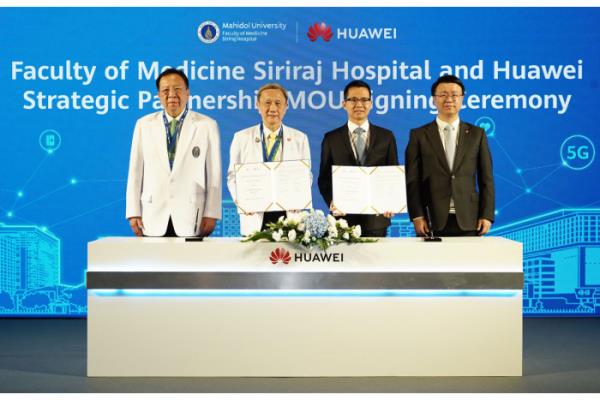 Mahidol University
Faculty of Medicine
Siriraj Hospital
HUAWEI
Faculty of Medicine Siriraj Hospital and Huawei
Strategic Partnership MOU Signing Ceremony
5G
HUAWEI